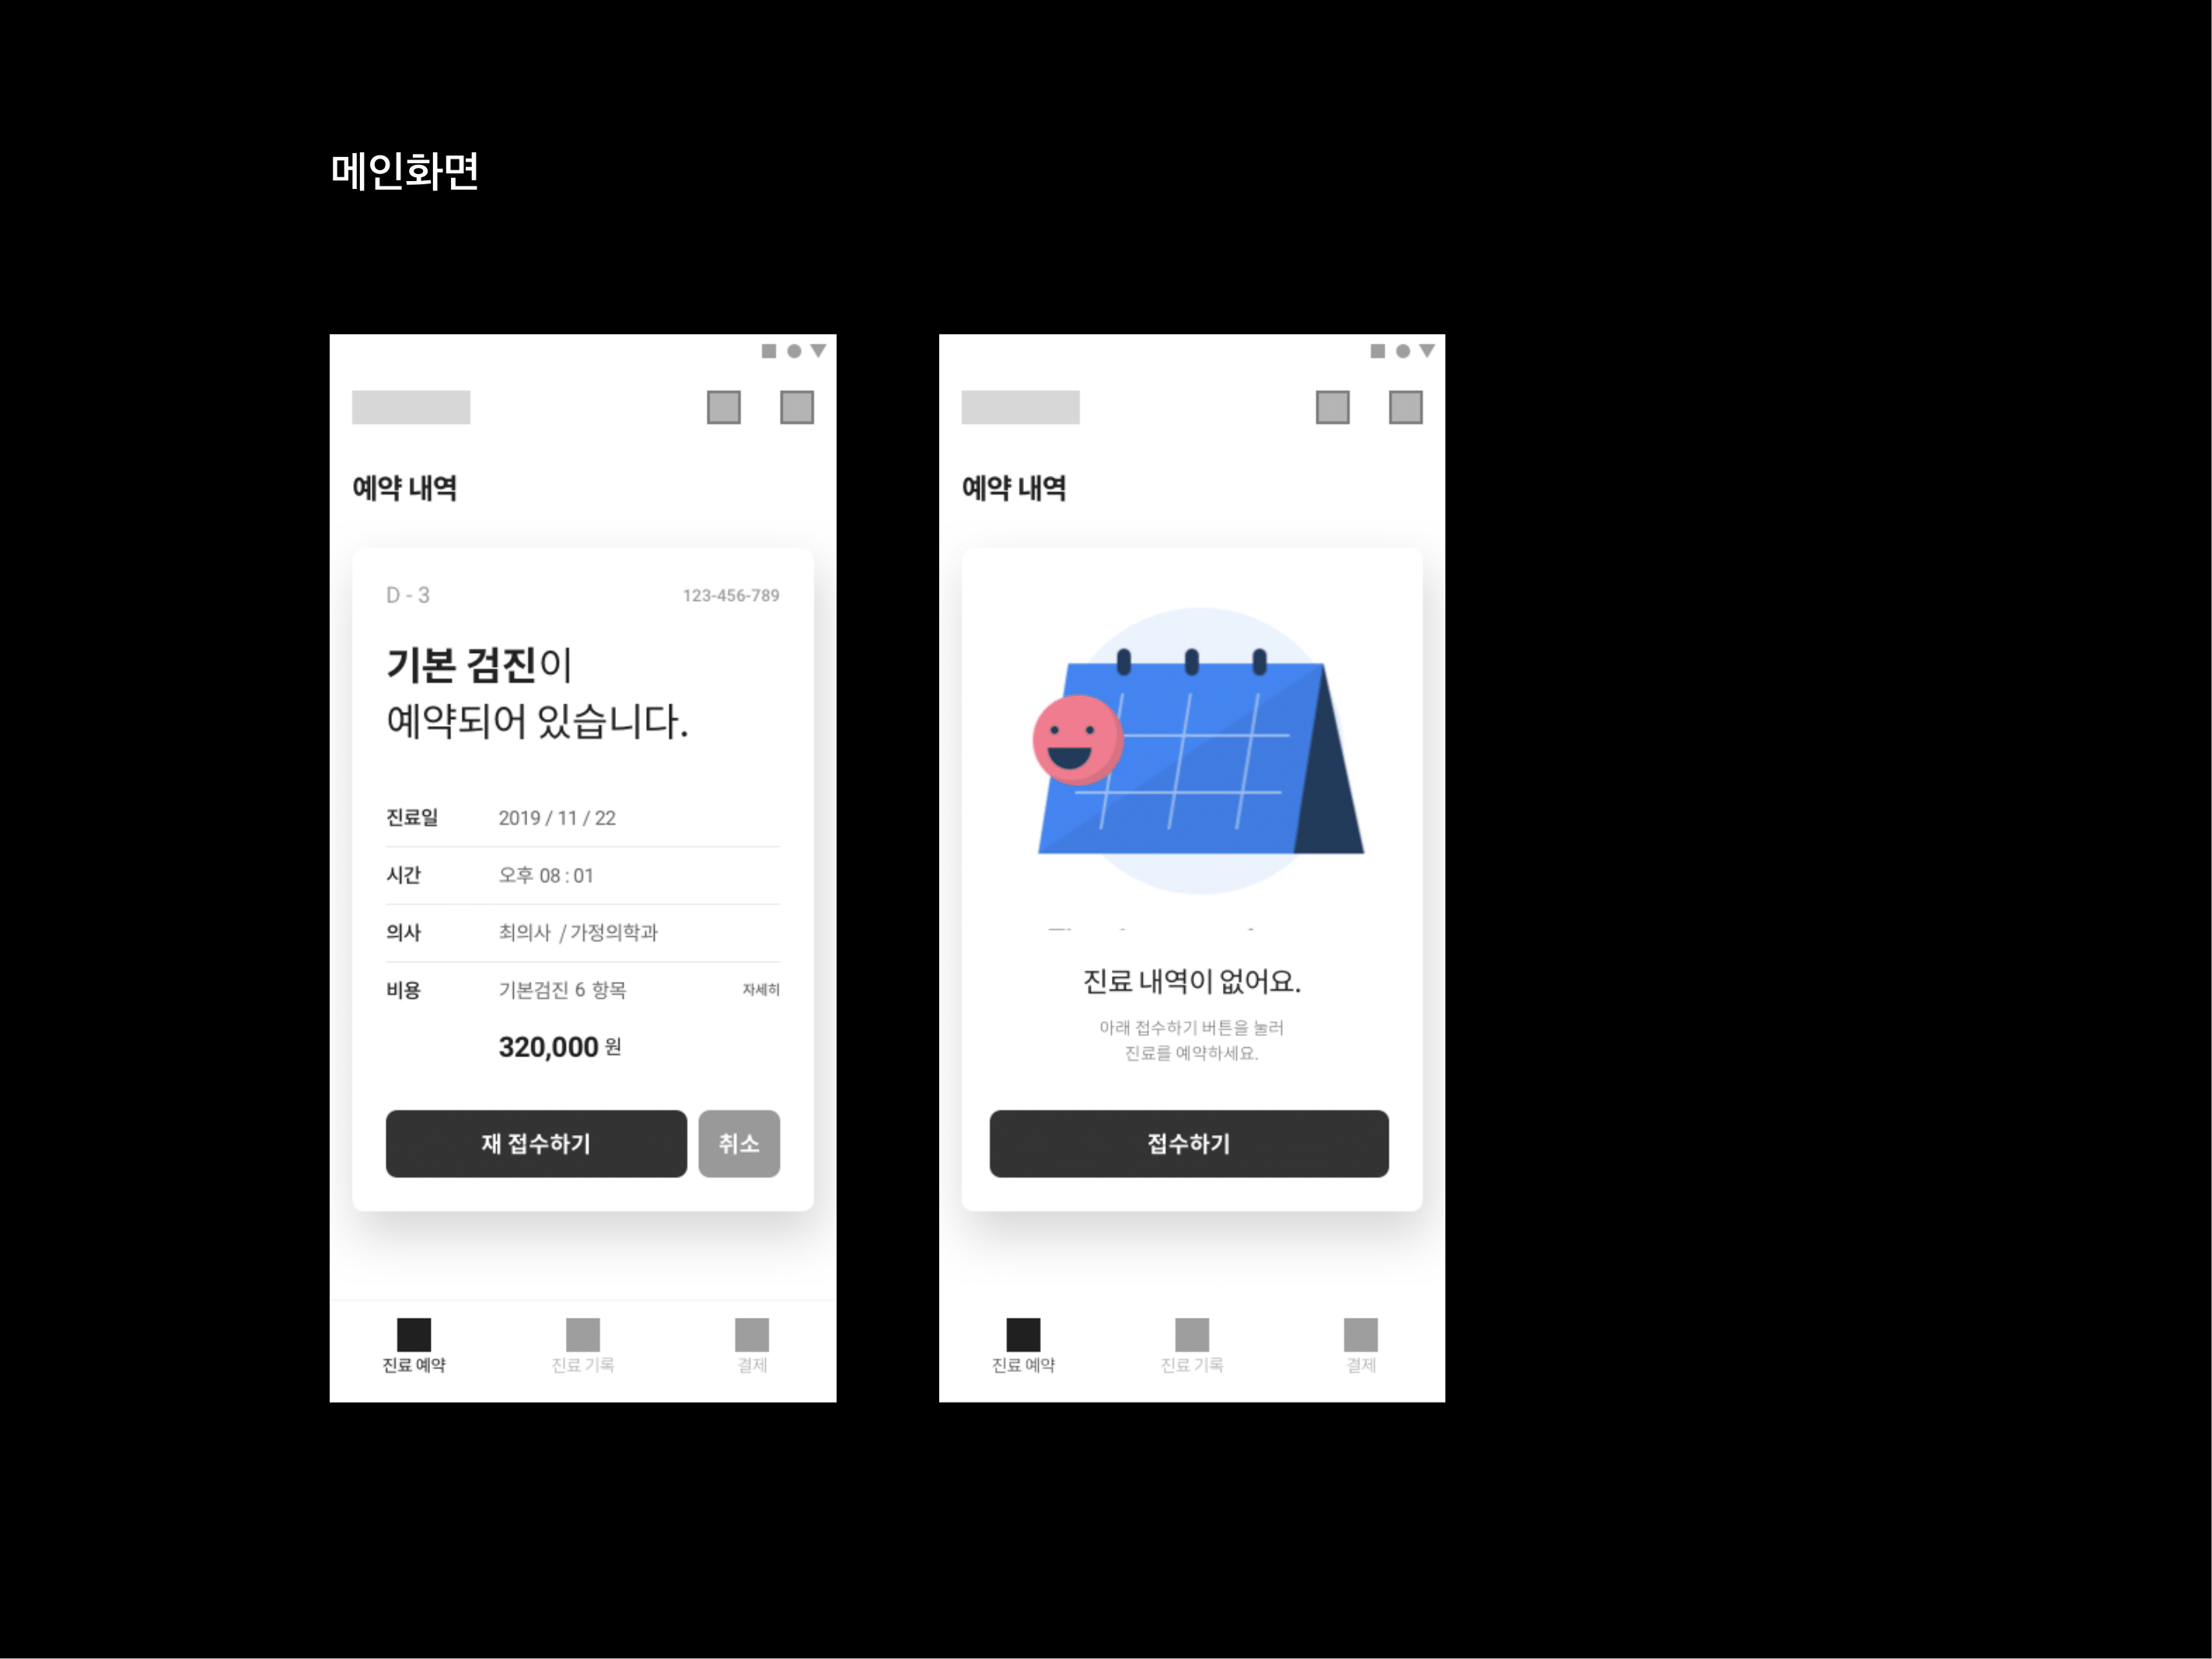 메인화면
예약 내역
D - 3
123-456-789
기본 검진이
예약되어 있습니다.
진료일 2019 / 11 / 22
시간 오후 08 : 01
의사 최의사 / 가정의학과
비용 기본검진 6 항목 자세히
320,000 원
재 접수하기 취소
진료 예약 진료 기록 결제
예약 내역
진료 내역이 없어요.
아래 접수하기 버튼을 눌러
진료를 예약하세요.
접수하기
진료 예약 진료 기록 결제